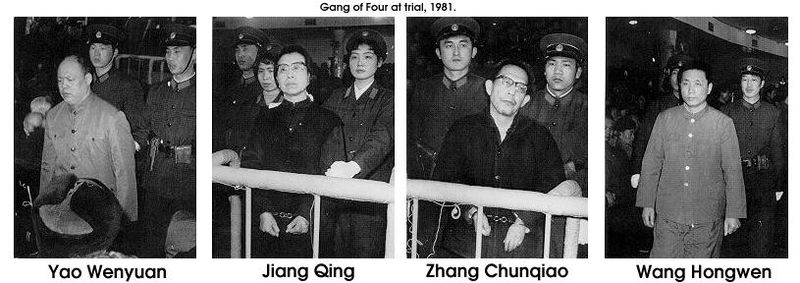 Gang of Four at trial, 1981.
Yao Wenyuan
Jiang Qing
Zhang Chunqiao
Wang Hongwen